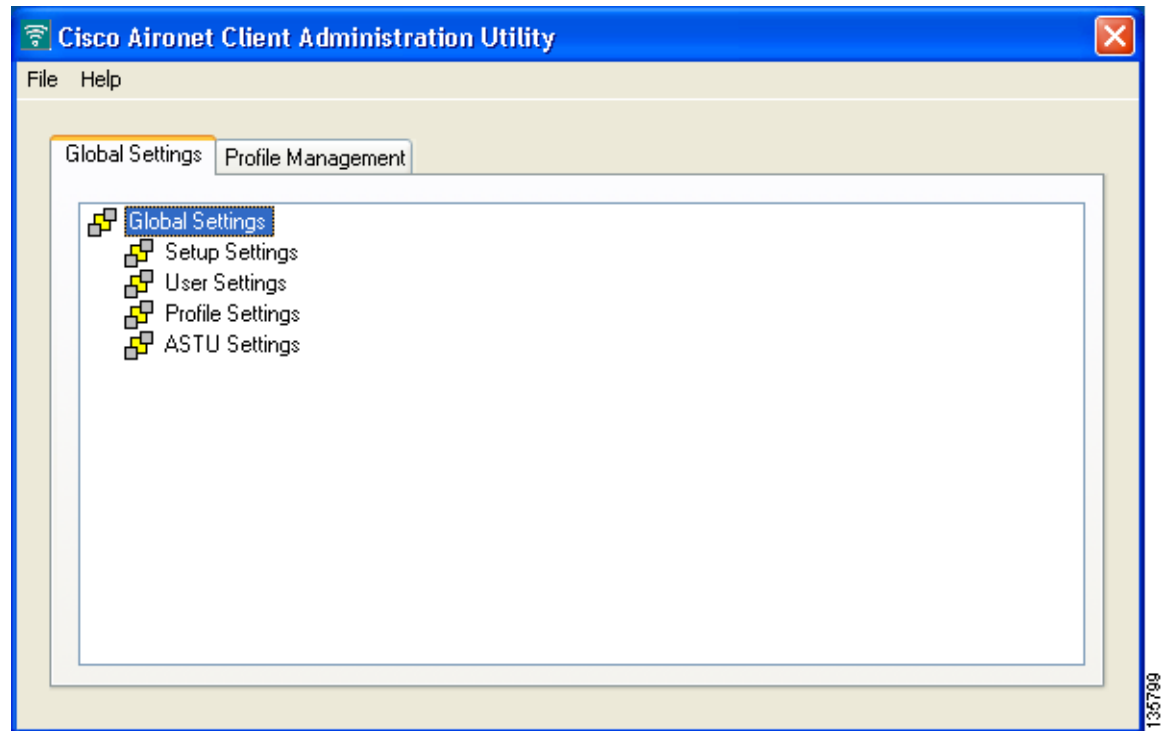 Cisco Aironet Client Administration Utility
File Help
Global Settings Profile Management
Global Settings
Setup Settings
User Settings
Profile Settings
ASTU Settings
135799